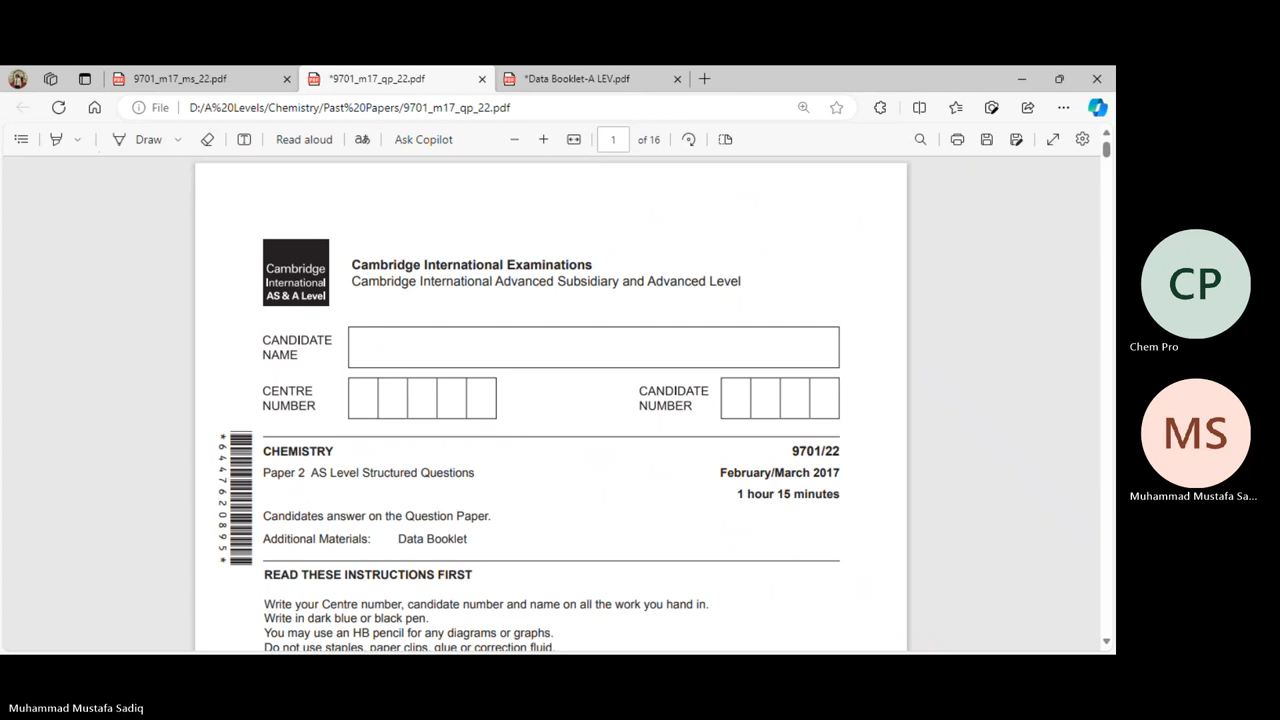 9701_m17_ms_22.pdf
*9701_m17_qp_22.pdf
*Data Booklet-A LEV.pdf
File D:/A%20Levels/Chemistry/Past%20Papers/9701_m17_qp_22.pdf
Draw
Read aloud
Ask Copilot
1 of 16
Cambridge
International
AS & A Level
Cambridge International Examinations
Cambridge International Advanced Subsidiary and Advanced Level
CANDIDATE
NAME
CENTRE
NUMBER
CANDIDATE
NUMBER
*6447620895*
CHEMISTRY 9701/22
Paper 2 AS Level Structured Questions February/March 2017
1 hour 15 minutes
Candidates answer on the Question Paper.
Additional Materials: Data Booklet
READ THESE INSTRUCTIONS FIRST
Write your Centre number, candidate number and name on all the work you hand in.
Write in dark blue or black pen.
You may use an HB pencil for any diagrams or graphs.
Do not use staples, paper clips, glue or correction fluid.
CP
Chem Pro
MS
Muhammad Mustafa Sa...
Muhammad Mustafa Sadiq